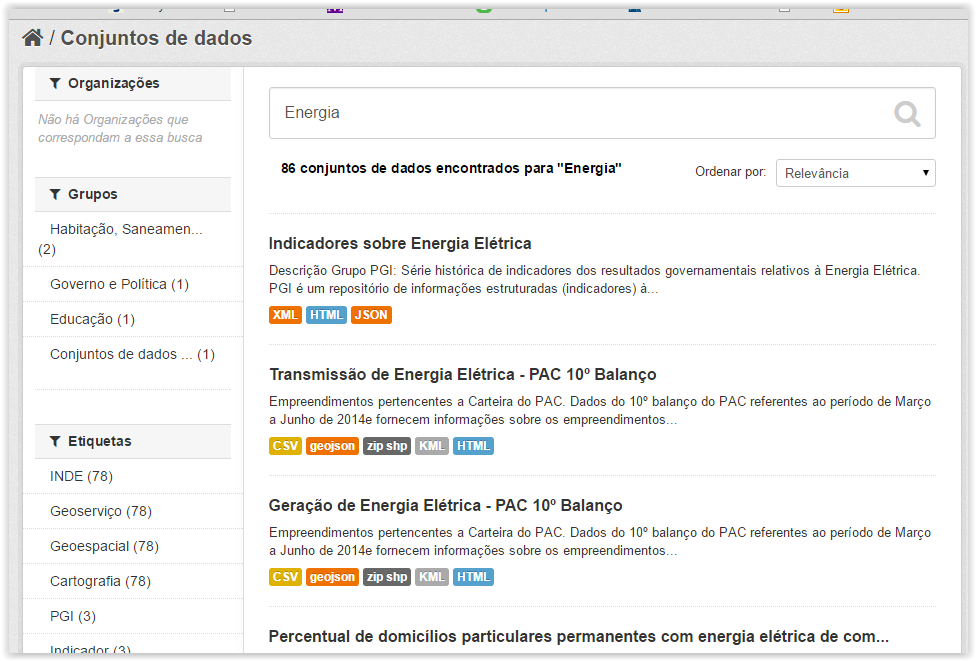 / Conjuntos de dados
Organizações
Não há Organizações que
correspondam a essa busca
Grupos
Habitação, Saneamen...
(2)
Governo e Política (1)
Educação (1)
Conjuntos de dados ... (1)
Etiquetas
INDE (78)
Geoserviço (78)
Geoespacial (78)
Cartografia (78)
PGI (3)
Indicador (3)
Energia
86 conjuntos de dados encontrados para "Energia"
Ordenar por: Relevância
Indicadores sobre Energia Elétrica
Descrição Grupo PGI: Série histórica de indicadores dos resultados governamentais relativos à Energia Elétrica.
PGI é um repositório de informações estruturadas (indicadores) à...
XML HTML JSON
Transmissão de Energia Elétrica - PAC 10º Balanço
Empreendimentos pertencentes a Carteira do PAC. Dados do 10º balanço do PAC referentes ao período de Março
a Junho de 2014e fornecem informações sobre os empreendimentos...
CSV geojson zip shp KML HTML
Geração de Energia Elétrica - PAC 10º Balanço
Empreendimentos pertencentes a Carteira do PAC. Dados do 10º balanço do PAC referentes ao período de Março
a Junho de 2014e fornecem informações sobre os empreendimentos...
CSV geojson zip shp KML HTML
Percentual de domicílios particulares permanentes com energia elétrica de com...